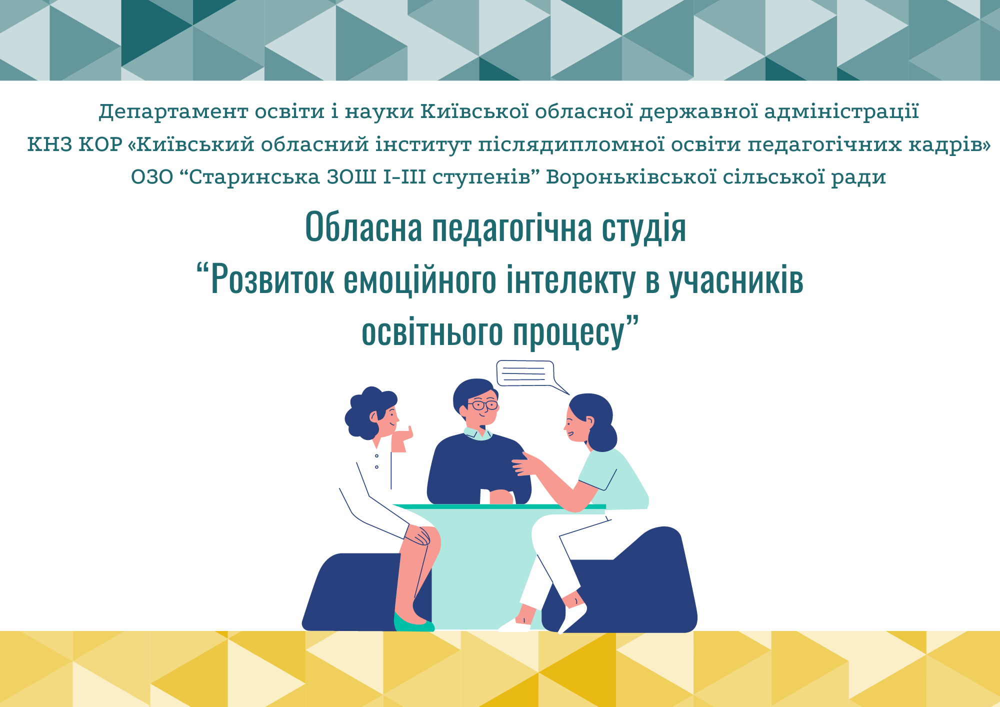 Департамент освіти і науки Київської обласної державної адміністрації
КНЗ КОР «Київський обласний інститут післядипломної освіти педагогічних кадрів»
ОЗО “Старинська ЗОШ І-ІІІ ступенів” Вороньківської сільської ради
Обласна педагогічна студія
“Розвиток емоційного інтелекту в учасників
освітнього процесу”